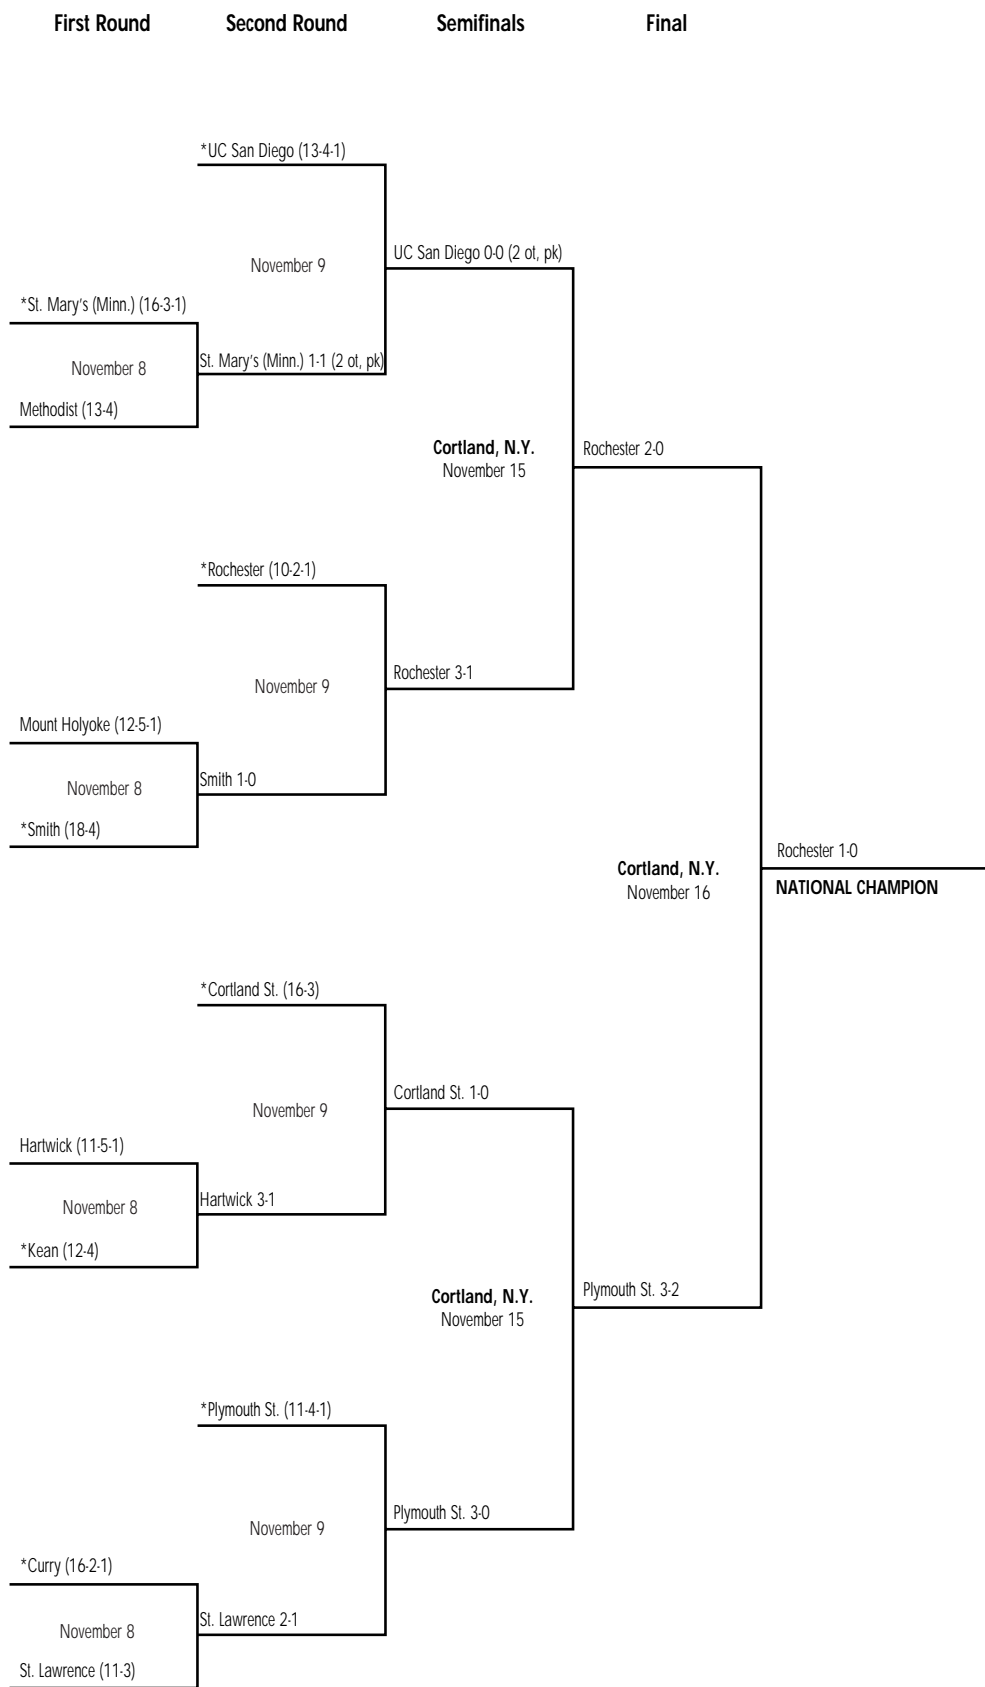 First Round Second Round Semifinals Final
*UC San Diego (13-4-1)
UC San Diego 0-0 (2 ot, pk)
November 9
*St. Mary's (Minn.) (16-3-1)
St. Mary's (Minn.) 1-1 (2 ot, pk)
November 8
Methodist (13-4)
Cortland, N.Y.
November 15
Rochester 2-0
*Rochester (10-2-1)
Rochester 3-1
November 9
Mount Holyoke (12-5-1)
Smith 1-0
November 8
*Smith (18-4)
Rochester 1-0
Cortland, N.Y.
November 16
NATIONAL CHAMPION
*Cortland St. (16-3)
Cortland St. 1-0
November 9
Hartwick (11-5-1)
Hartwick 3-1
November 8
*Kean (12-4)
Plymouth St. 3-2
Cortland, N.Y.
November 15
*Plymouth St. (11-4-1)
Plymouth St. 3-0
November 9
*Curry (16-2-1)
St. Lawrence 2-1
November 8
St. Lawrence (11-3)